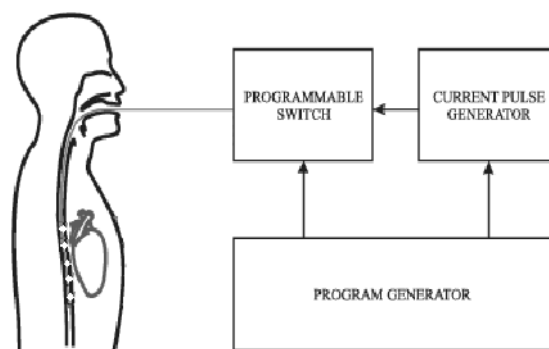 PROGRAMMABLE
SWITCH
CURRENT PULSE
GENERATOR
PROGRAM GENERATOR